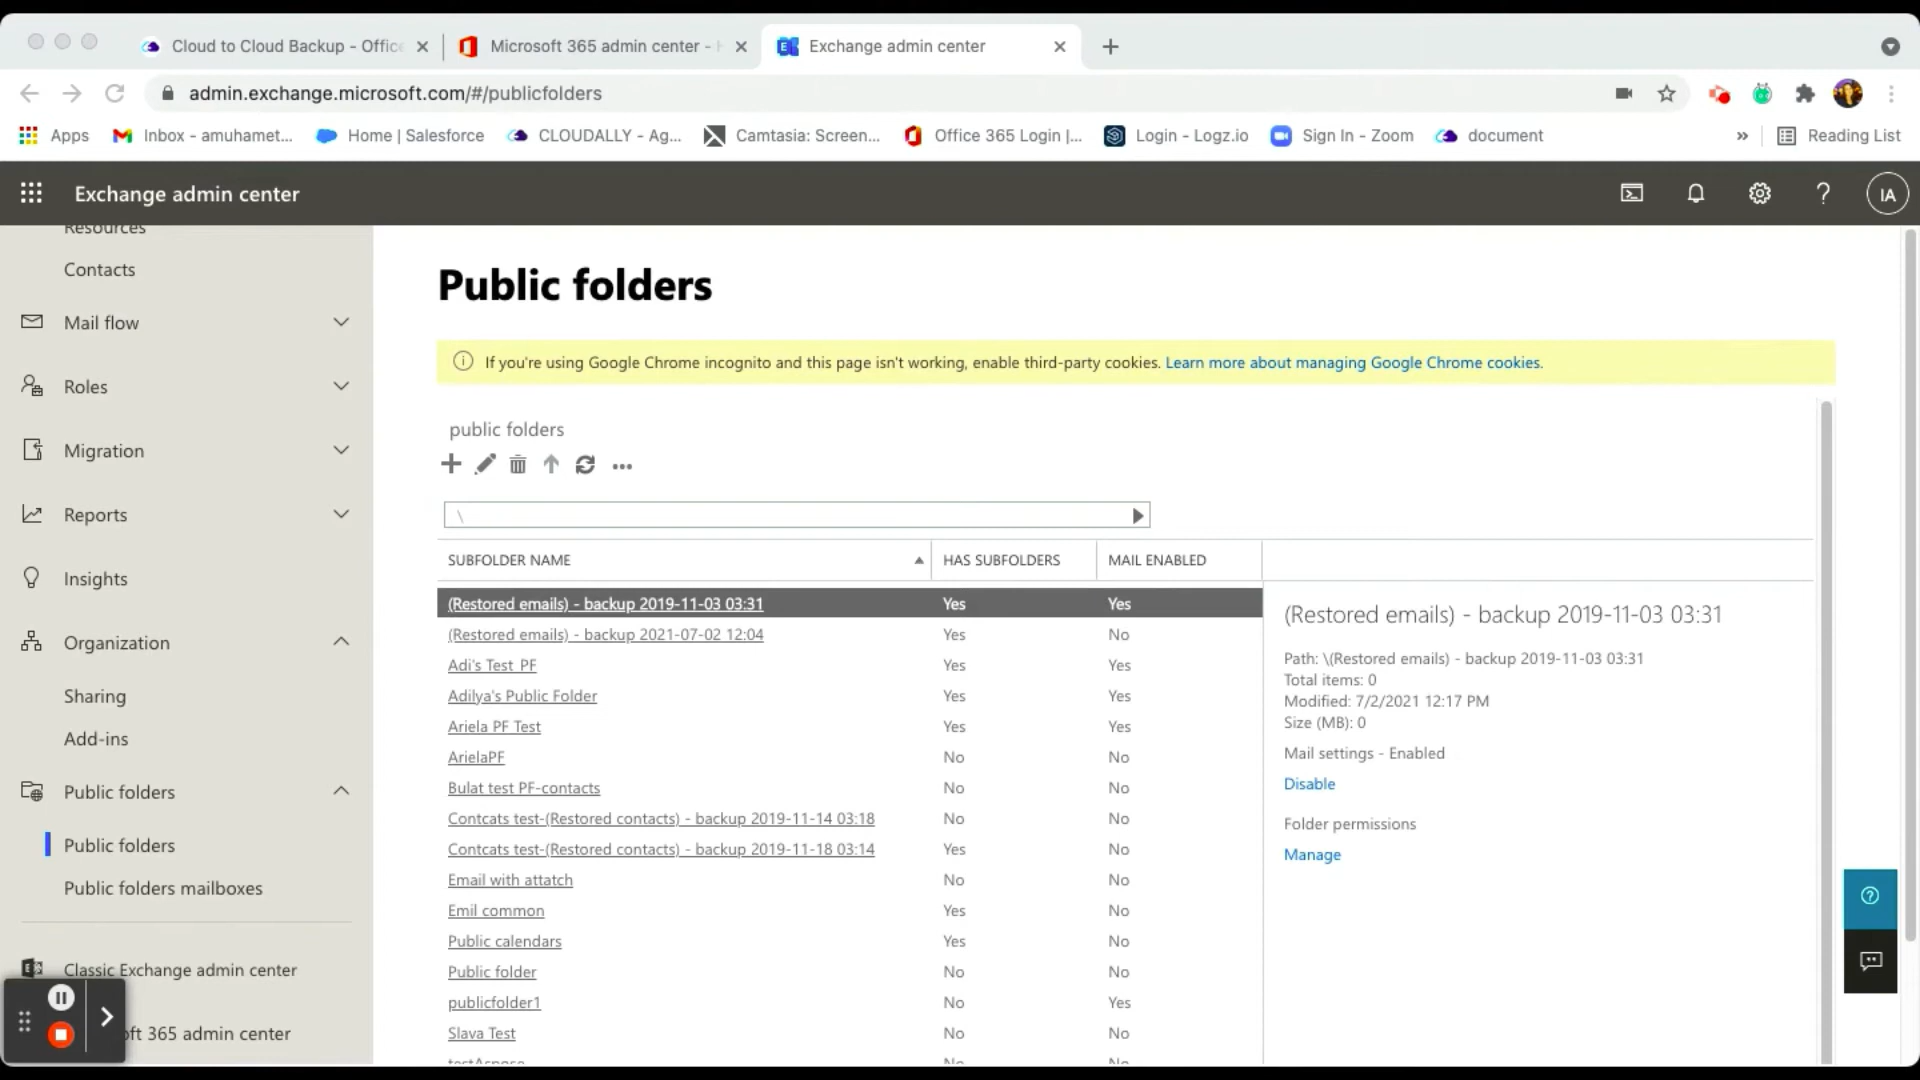 Cloud to Cloud Backup - Office
Microsoft 365 admin center -
Exchange admin center
admin.exchange.microsoft.com/#/publicfolders
Apps
Inbox - amuhamet...
Home | Salesforce
CLOUDALLY - Ag...
Camtasia: Screen...
Office 365 Login |...
Login - Logz.io
Sign In - Zoom
document
»
Reading List
Exchange admin center
IA
Resources
Contacts
Mail flow
Roles
Migration
Reports
Insights
Organization
Sharing
Add-ins
Public folders
Public folders
Public folders mailboxes
Classic Exchange admin center
oft 365 admin center
Public folders
If you're using Google Chrome incognito and this page isn't working, enable third-party cookies. Learn more about managing Google Chrome cookies.
public folders
\
SUBFOLDER NAME HAS SUBFOLDERS MAIL ENABLED
(Restored emails) - backup 2019-11-03 03:31 Yes Yes
(Restored emails) - backup 2021-07-02 12:04 Yes No
Adi's Test PF Yes Yes
Adilya's Public Folder Yes Yes
Ariela PF Test Yes Yes
ArielaPF No No
Bulat test PF-contacts No No
Contcats test-(Restored contacts) - backup 2019-11-14 03:18 No No
Contcats test-(Restored contacts) - backup 2019-11-18 03:14 Yes No
Email with attatch No No
Emil common Yes No
Public calendars Yes No
Public folder No No
publicfolder1 No Yes
Slava Test No No
testAspose No No
(Restored emails) - backup 2019-11-03 03:31
Path: \(Restored emails) - backup 2019-11-03 03:31
Total items: 0
Modified: 7/2/2021 12:17 PM
Size (MB): 0
Mail settings - Enabled
Disable
Folder permissions
Manage